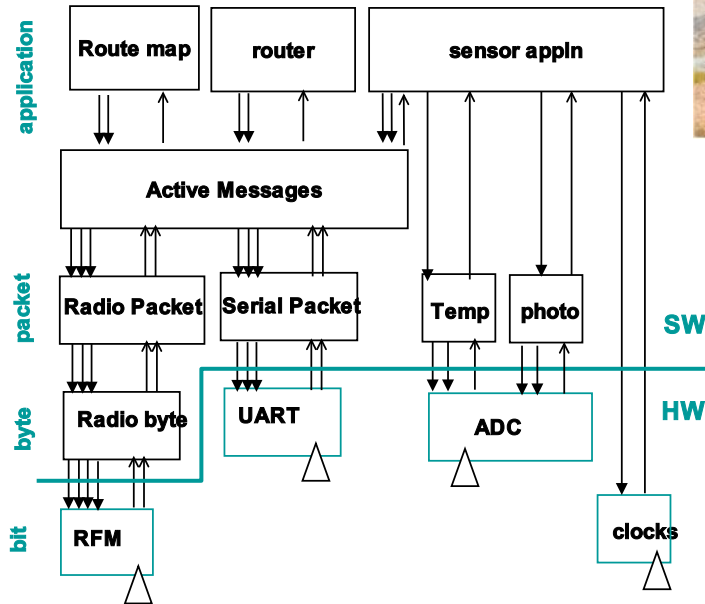 application
Route map
router
sensor appln
Active Messages
packet
Radio Packet
Serial Packet
Temp
photo
SW
byte
Radio byte
UART
ADC
HW
bit
RFM
clocks